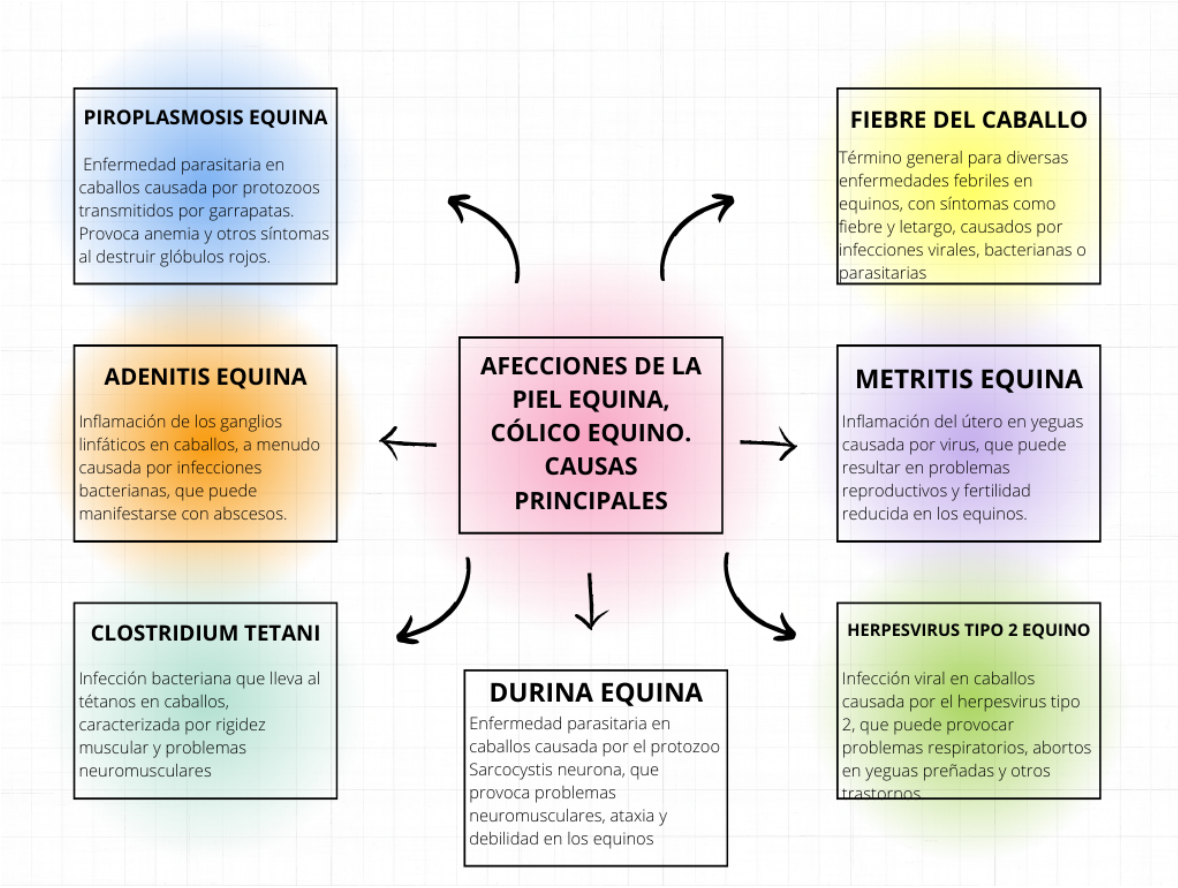 PIROPLASMOSIS EQUINA
Enfermedad parasitaria en
caballos causada por protozoos
transmitidos por garrapatas.
Provoca anemia y otros síntomas
al destruir glóbulos rojos.
FIEBRE DEL CABALLO
Término general para diversas
enfermedades febriles en
equinos, con síntomas como
fiebre y letargo, causados por
infecciones virales, bacterianas o
parasitarias
ADENITIS EQUINA
Inflamación de los ganglios
linfáticos en caballos, a menudo
causada por infecciones
bacterianas, que puede
manifestarse con abscesos.
AFECCIONES DE LA
PIEL EQUINA,
CÓLICO EQUINO.
CAUSAS
PRINCIPALES
METRITIS EQUINA
Inflamación del útero en yeguas
causada por virus, que puede
resultar en problemas
reproductivos y fertilidad
reducida en los equinos.
CLOSTRIDIUM TETANI
Infección bacteriana que lleva al
tétanos en caballos,
caracterizada por rigidez
muscular y problemas
neuromusculares
DURINA EQUINA
Enfermedad parasitaria en
caballos causada por el protozoo
Sarcocystis neurona, que
provoca problemas
neuromusculares, ataxia y
debilidad en los equinos
HERPESVIRUS TIPO 2 EQUINO
Infección viral en caballos
causada por el herpesvirus tipo
2, que puede provocar
problemas respiratorios, abortos
en yeguas preñadas y otros
trastornos